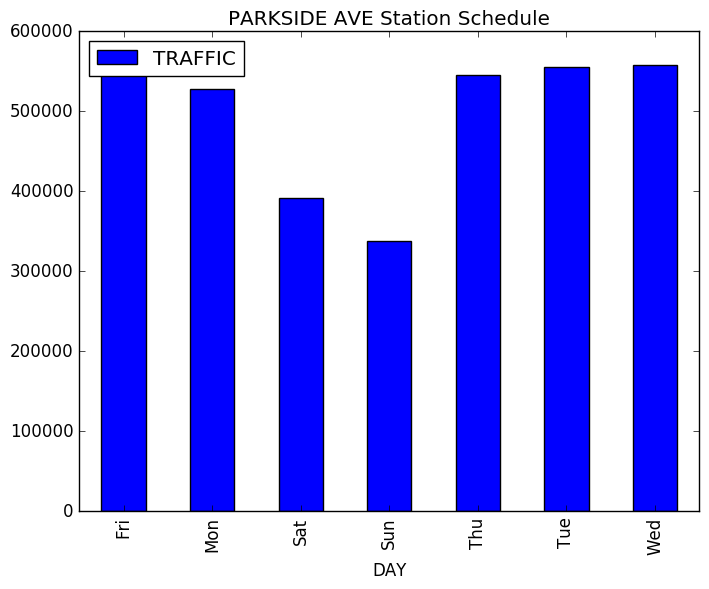 PARKSIDE AVE Station Schedule
600000
500000
400000
300000
200000
100000
0
TRAFFIC
Fri Mon Sat Sun Thu Tue Wed
DAY